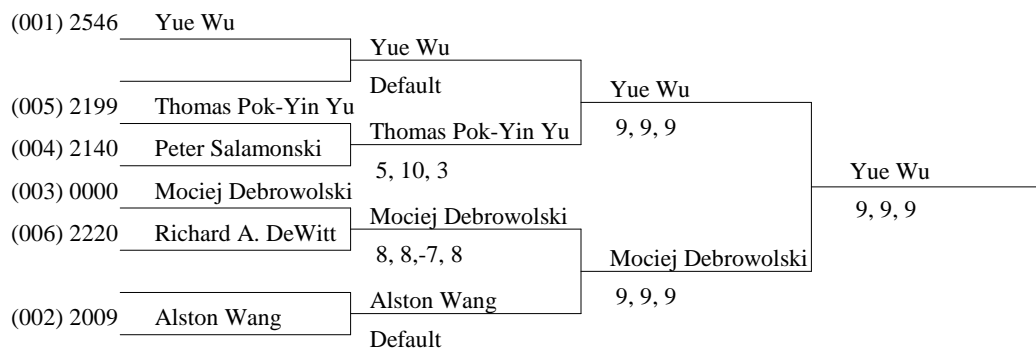 (001) 2546 Yue Wu
Yue Wu
Default
Yue Wu
(005) 2199 Thomas Pok-Yin Yu
9, 9, 9
Thomas Pok-Yin Yu
(004) 2140 Peter Salamonski
5, 10, 3
Yue Wu
(003) 0000 Mociej Debrowolski
9, 9, 9
Mociej Debrowolski
(006) 2220 Richard A. DeWitt
8, 8,-7, 8
Mociej Debrowolski
9, 9, 9
Alston Wang
(002) 2009 Alston Wang
Default